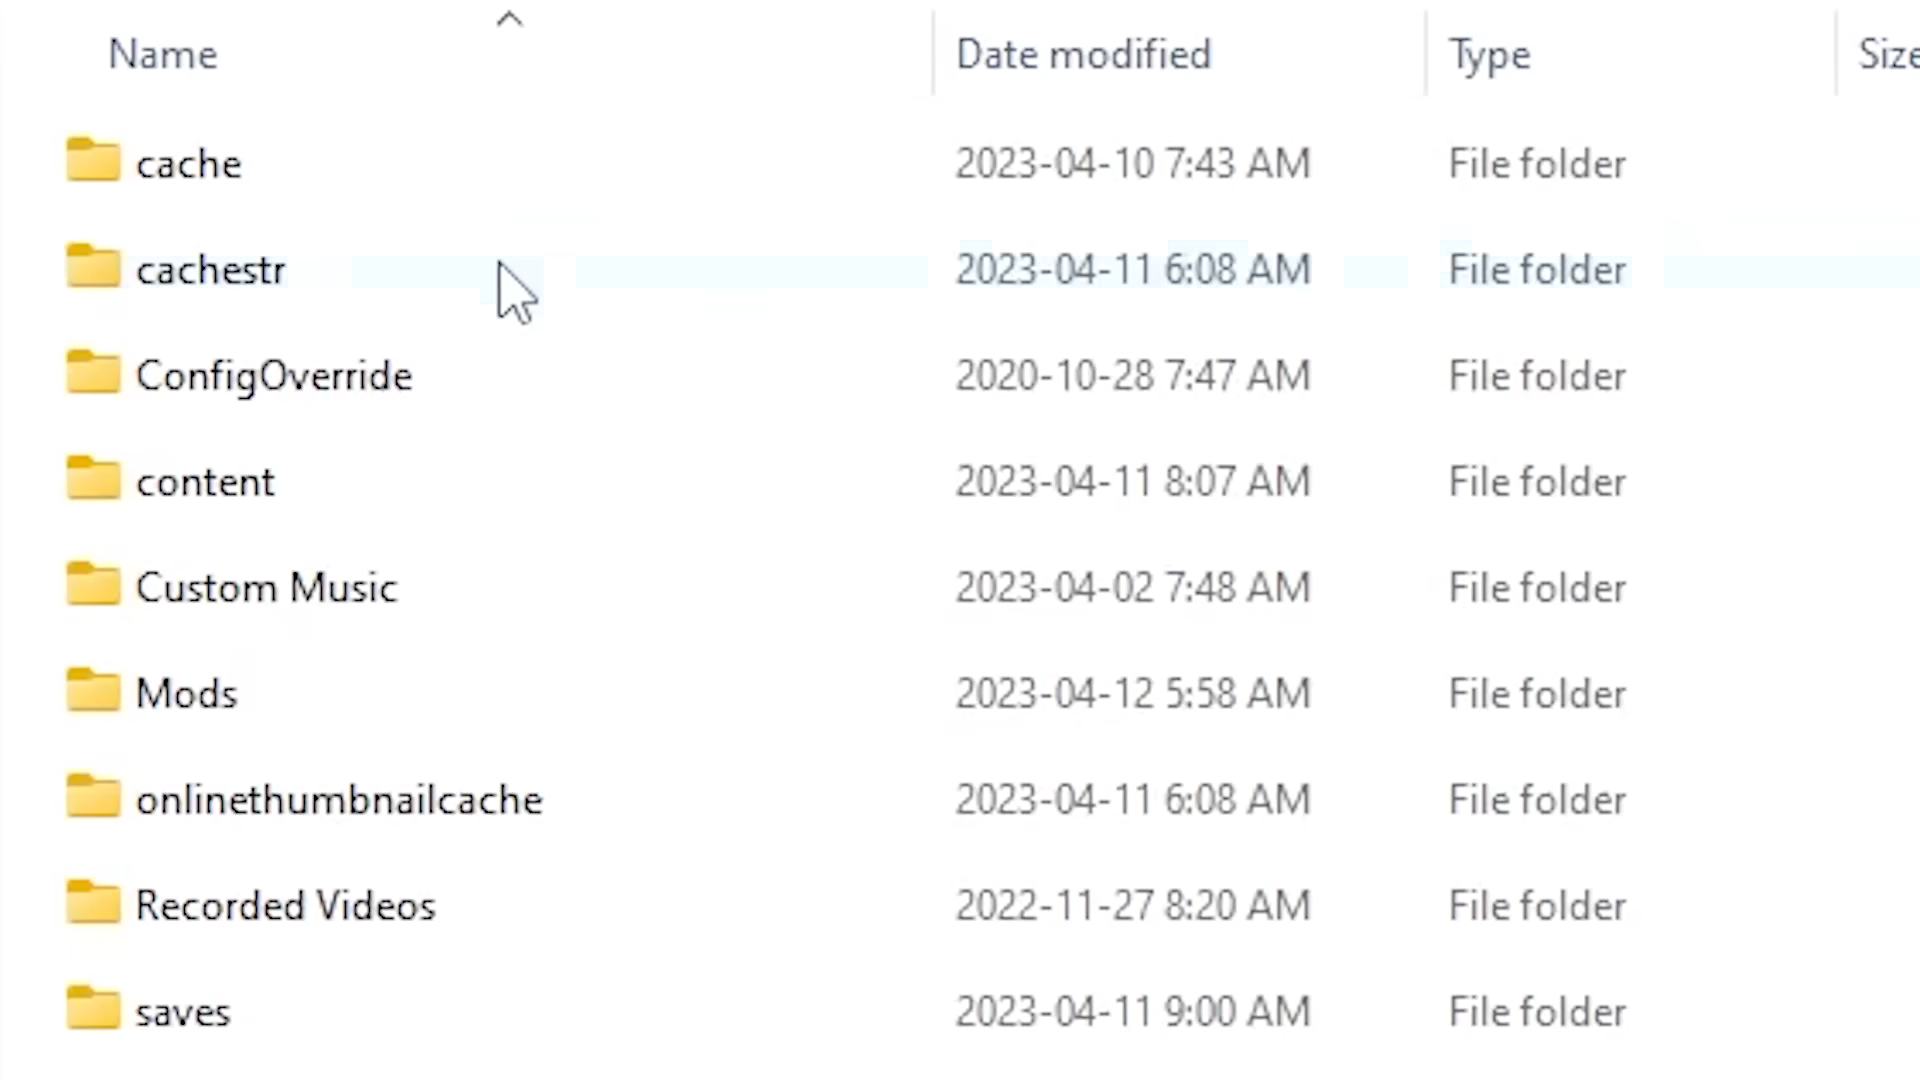 Name Date modified Type Size
cache 2023-04-10 7:43 AM File folder
cachestr 2023-04-11 6:08 AM File folder
ConfigOverride 2020-10-28 7:47 AM File folder
content 2023-04-11 8:07 AM File folder
Custom Music 2023-04-02 7:48 AM File folder
Mods 2023-04-12 5:58 AM File folder
onlinethumbnailcache 2023-04-11 6:08 AM File folder
Recorded Videos 2022-11-27 8:20 AM File folder
saves 2023-04-11 9:00 AM File folder